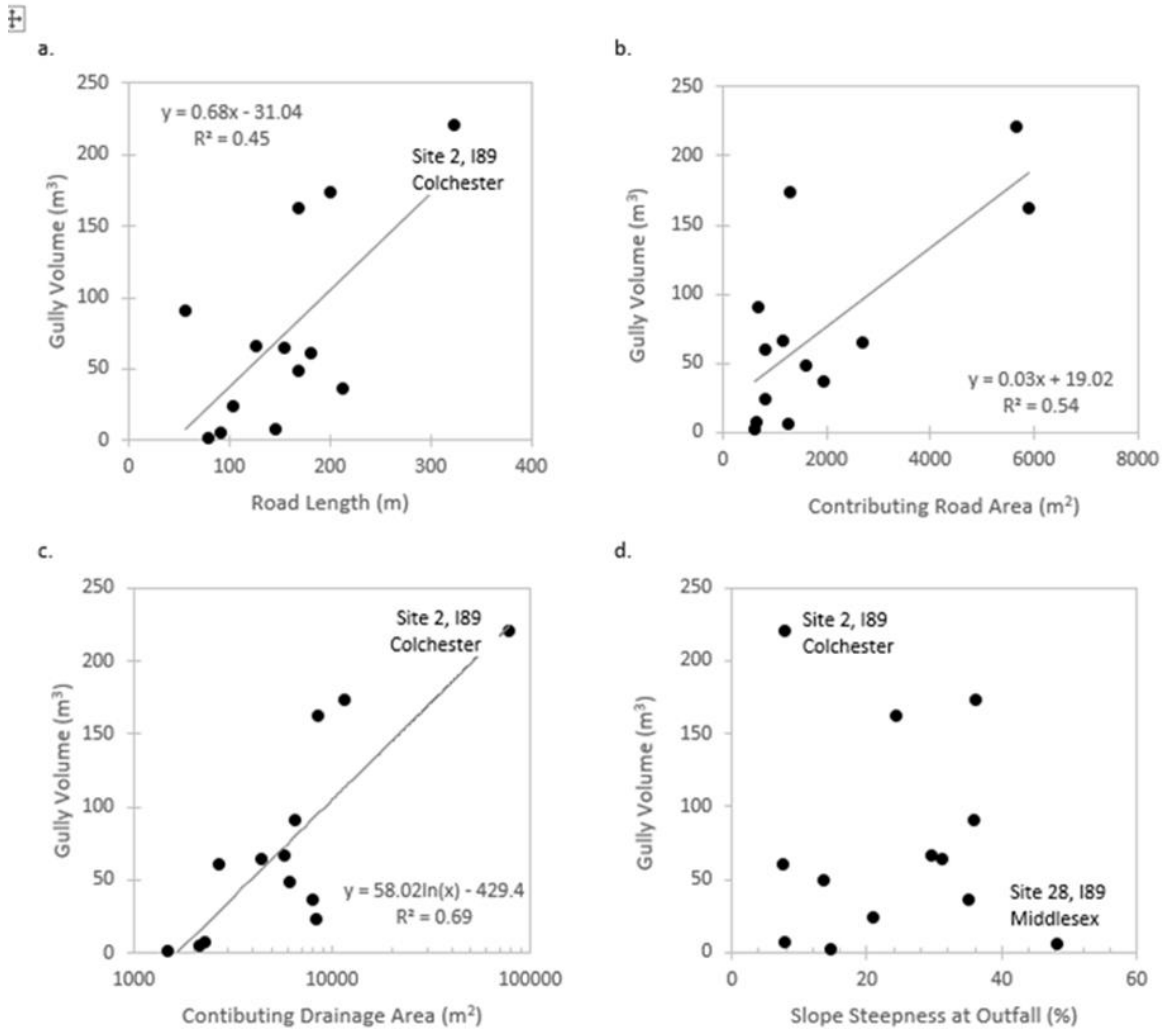 a.
250
200
150
100
50
0
Gully Volume (m³)
y = 0.68x - 31.04
R² = 0.45
Site 2, I89
Colchester
0 100 200 300 400
Road Length (m)
b.
250
200
150
100
50
0
Gully Volume (m³)
y = 0.03x + 19.02
R² = 0.54
0 2000 4000 6000 8000
Contributing Road Area (m²)
c.
250
200
150
100
50
0
Gully Volume (m³)
Site 2, I89
Colchester
y = 58.02ln(x) - 429.4
R² = 0.69
1000 10000 100000
Contibuting Drainage Area (m²)
d.
250
200
150
100
50
0
Gully Volume (m³)
Site 2, I89
Colchester
Site 28, I89
Middlesex
0 20 40 60
Slope Steepness at Outfall (%)